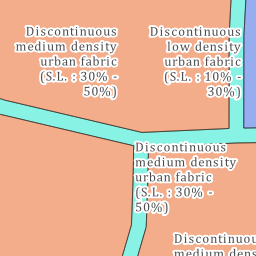 Discontinuous
medium density
urban fabric
(S.L. : 30% -
50%)
Discontinuous
low density
urban fabric
(S.L. : 10% -
30%)
Discontinuous
medium density
urban fabric
(S.L. : 30% -
50%)
Discontinuou
medium dens